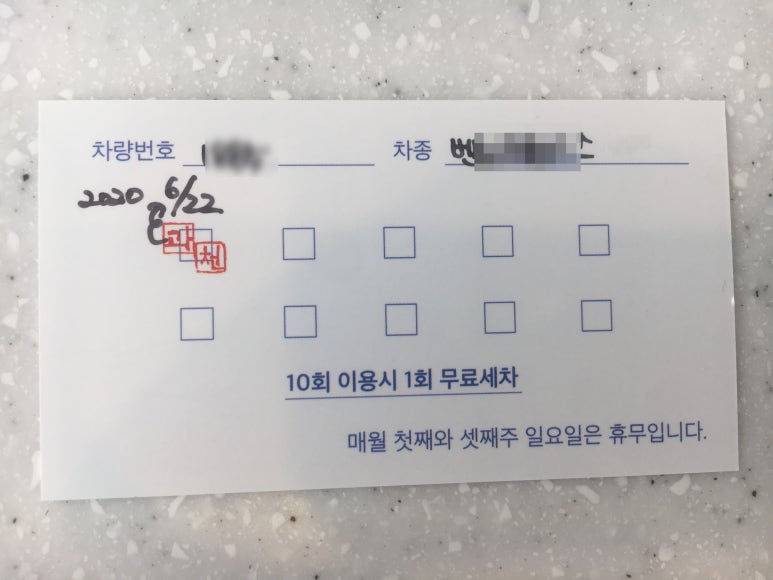 차량번호 차종
2020 6/22
과천
10회 이용시 1회 무료세차
매월 첫째와 셋째주 일요일은 휴무입니다.